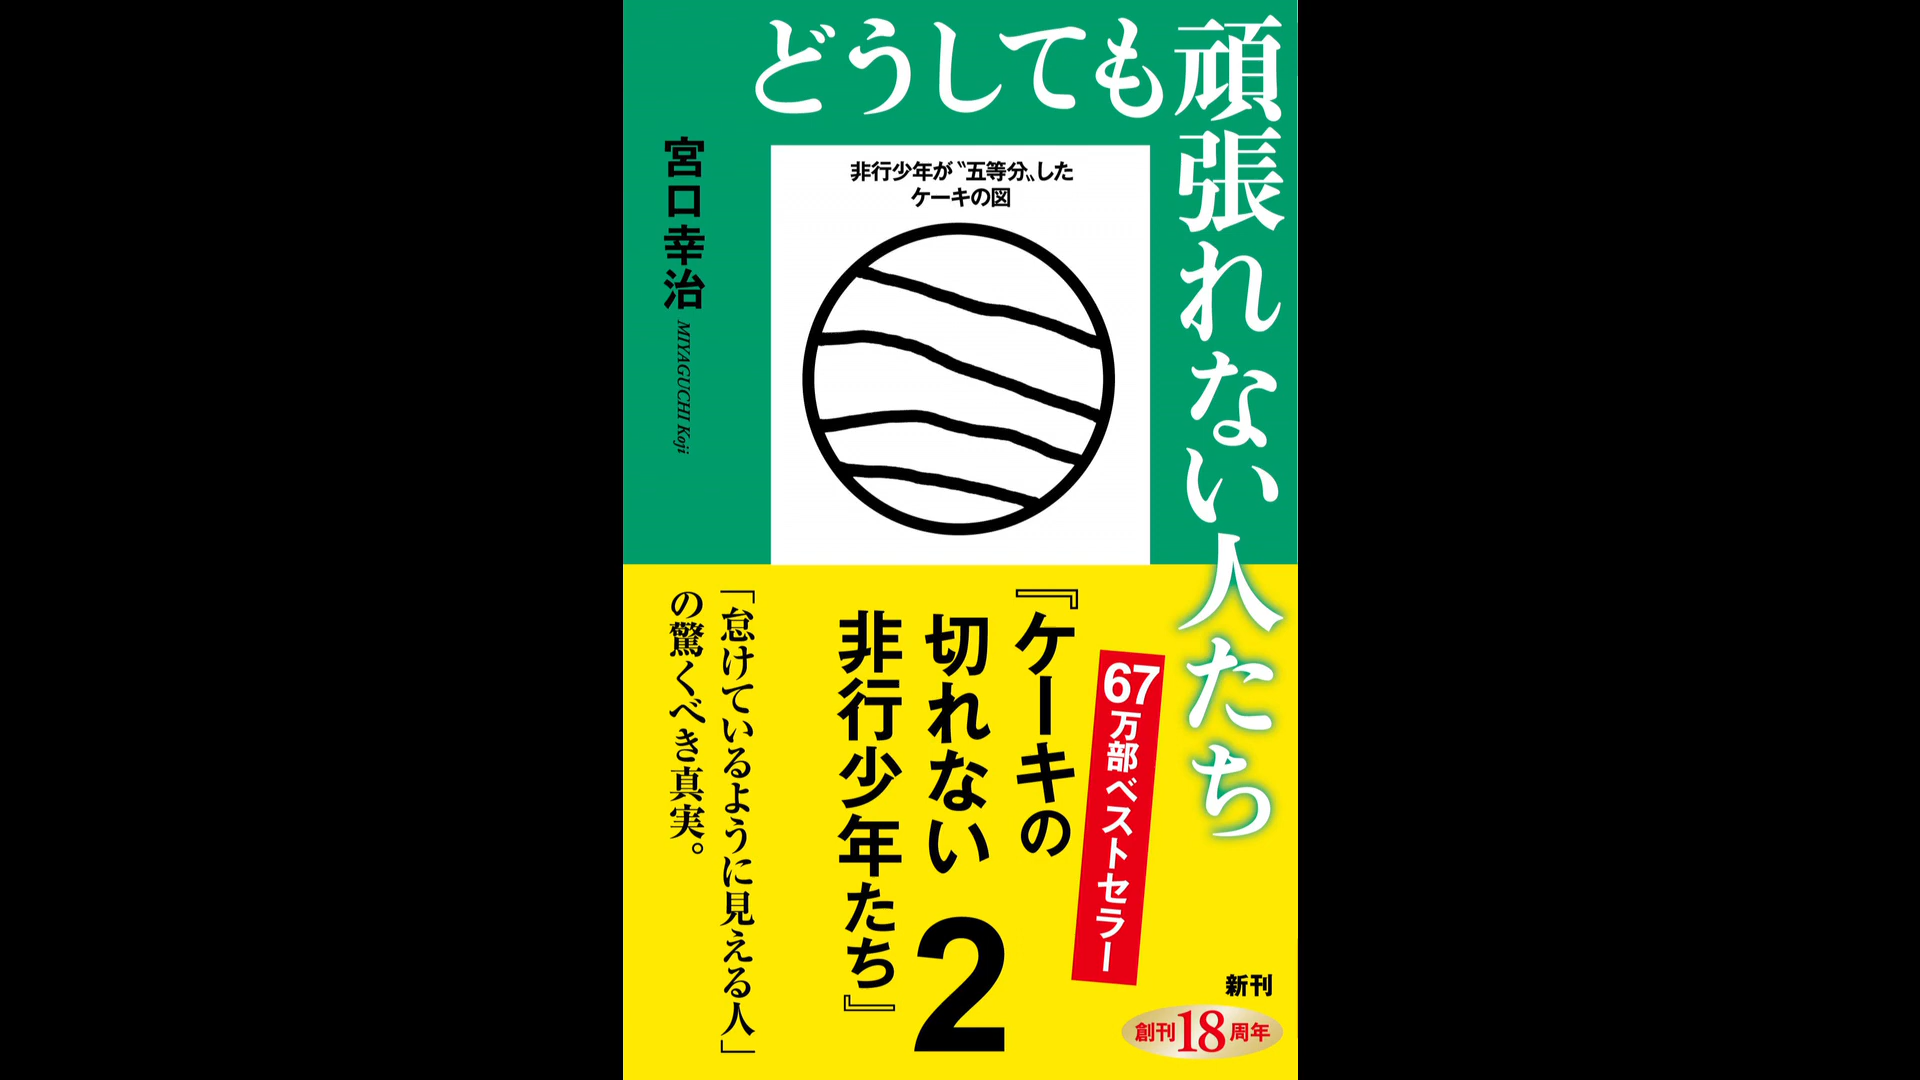 どうしても頑張れない人たち
宮口幸治
MIYAGUCHI Koji
非行少年が〝五等分〟した
ケーキの図
67万部ベストセラー
『ケーキの
切れない
非行少年たち』
2
「怠けているように見える人」
の驚くべき真実。
新刊
創刊18周年